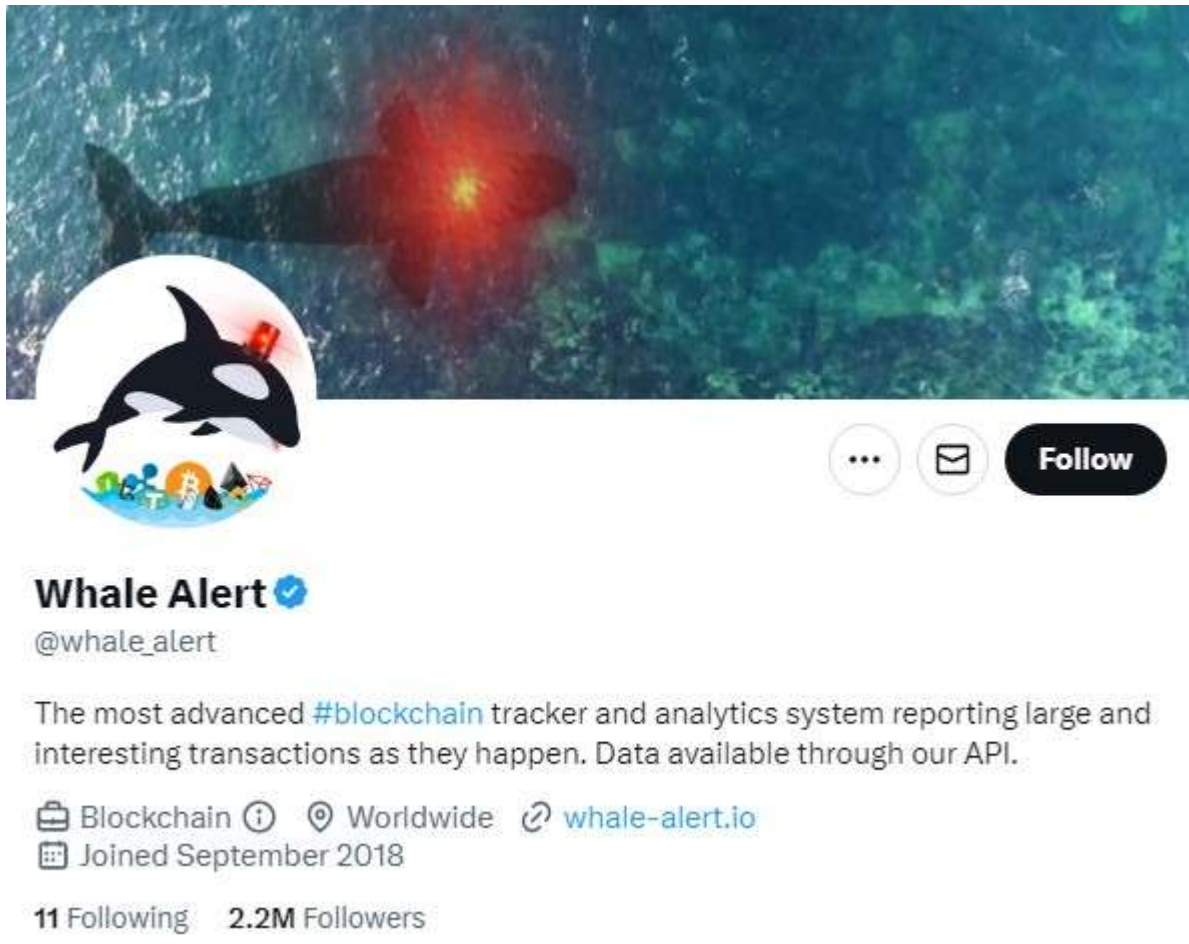 Follow
Whale Alert
@whale_alert
The most advanced #blockchain tracker and analytics system reporting large and
interesting transactions as they happen. Data available through our API.
Blockchain Worldwide whale-alert.io
Joined September 2018
11 Following 2.2M Followers